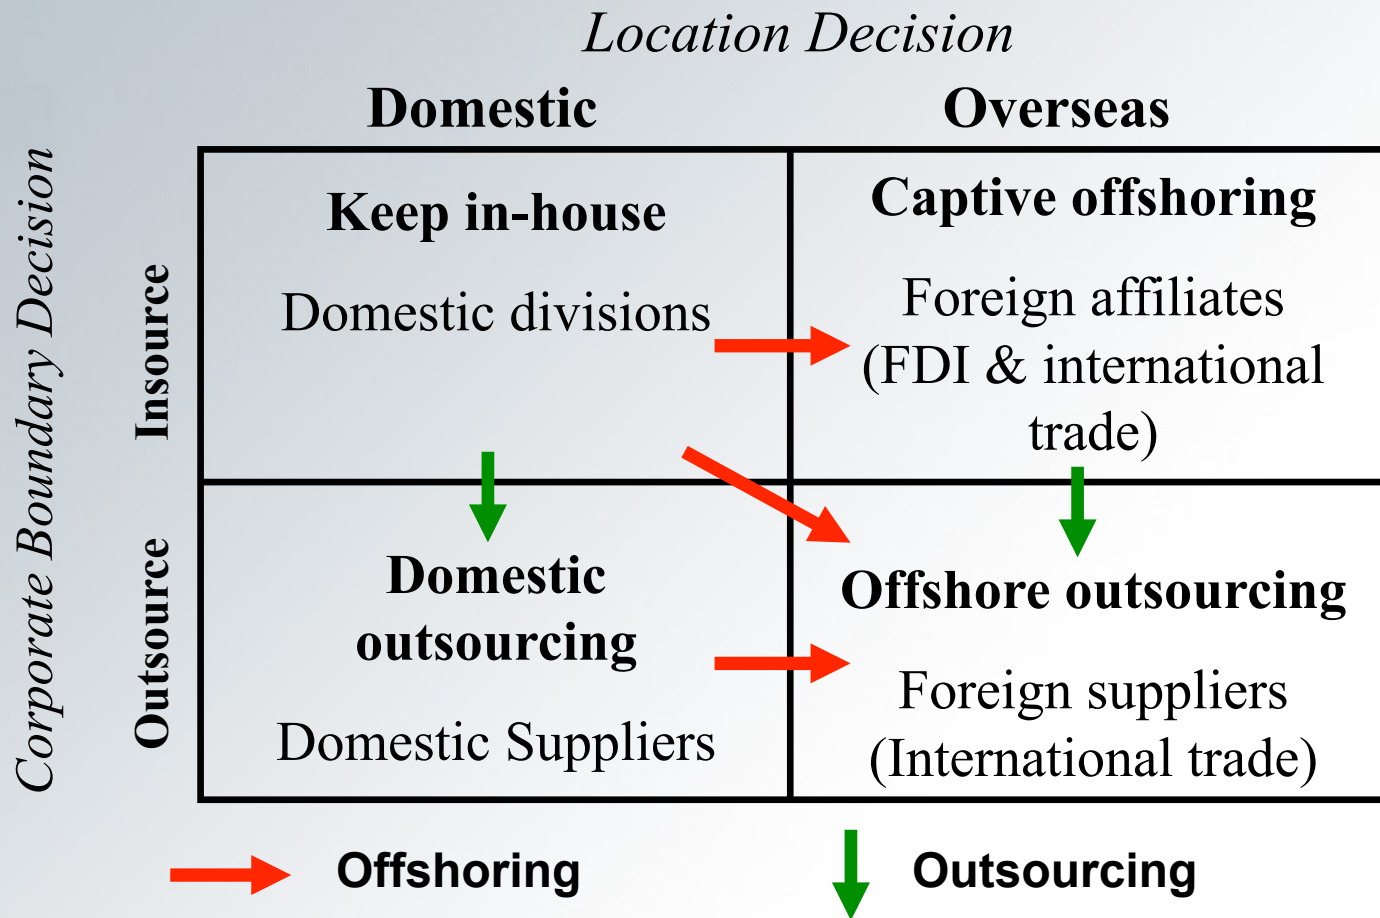 Location Decision
Domestic
Overseas
Corporate Boundary Decision
Insource
Keep in-house
Domestic divisions
Captive offshoring
Foreign affiliates
(FDI & international
trade)
Outsource
Domestic
outsourcing
Domestic Suppliers
Offshore outsourcing
Foreign suppliers
(International trade)
Offshoring
Outsourcing